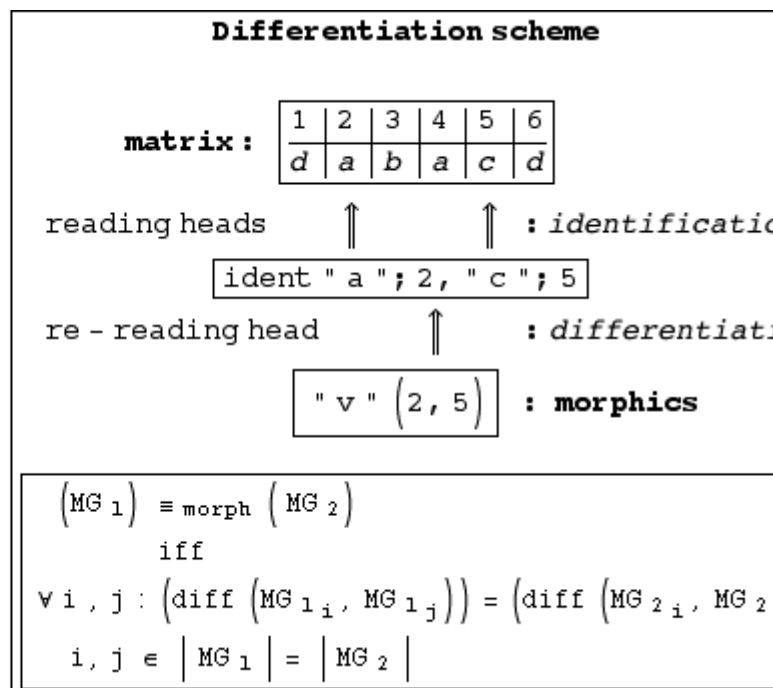 Differentiation scheme
1 2 3 4 5 6
matrix :
d a b a c d
reading heads ⇑ ⇑ : identificatio
ident " a "; 2, " c "; 5
re - reading head ⇑ : differentiati
" v " (2, 5) : morphics
(MG 1) ≡ morph ( MG 2)
iff
∀ i , j : (diff (MG 1 i, MG 1 j)) = (diff (MG 2 i, MG 2
i, j ∈ | MG 1 | = | MG 2 |